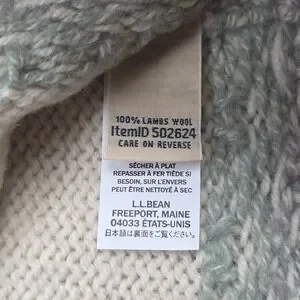 100% LAMBS WOOL
ItemID S02624
CARE ON REVERSE
SÉCHER À PLAT
REPASSER À FER TIÈDE SI
BESOIN, SUR L'ENVERS
PEUT ÊTRE NETTOYÉ À SEC
L.L.BEAN
FREEPORT, MAINE
04033 ÉTATS-UNIS
日本語は裏面をご覧ください。